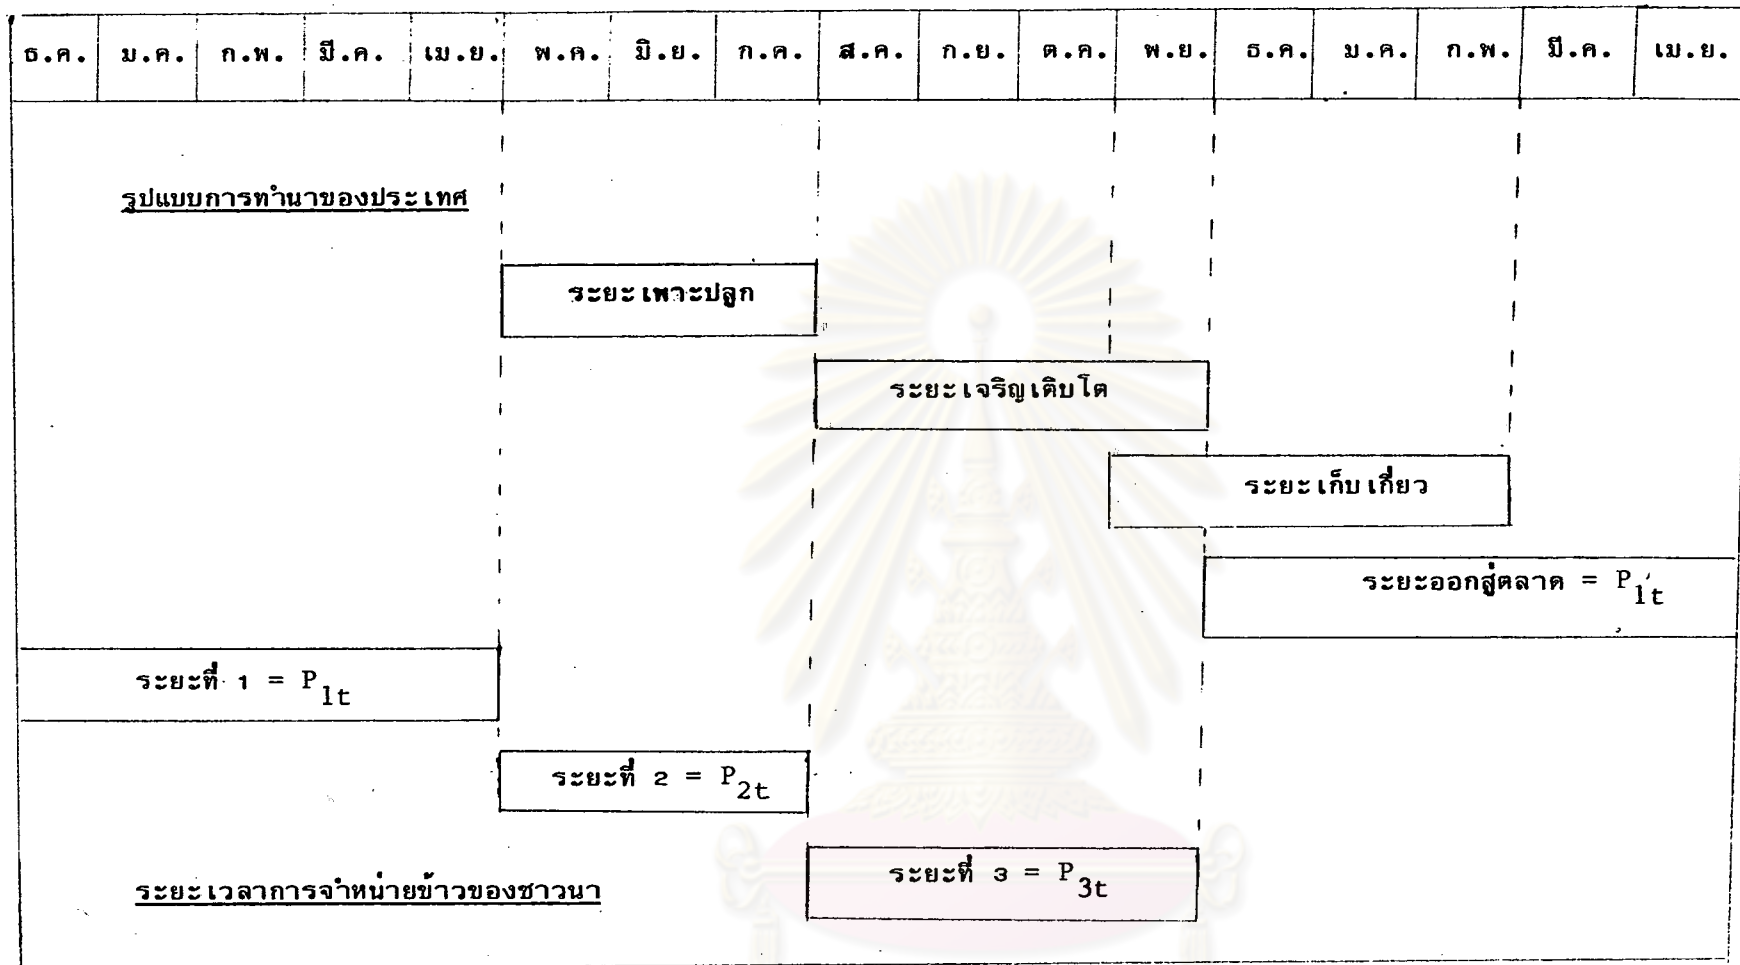 ธ.ค. ม.ค. ก.พ. มี.ค. เม.ย. พ.ค. มิ.ย. ก.ค. ส.ค. ก.ย. ต.ค. พ.ย. ธ.ค. ม.ค. ก.พ. มี.ค. เม.ย.
รูปแบบการทำนาของประเทศ
ระยะเพาะปลูก
ระยะเจริญเติบโต
ระยะเก็บเกี่ยว
ระยะออกสู่ตลาด = P1t
ระยะที่ 1 = P1t
ระยะที่ 2 = P2t
ระยะที่ 3 = P3t
ระยะเวลาการจำหน่ายข้าวของชาวนา